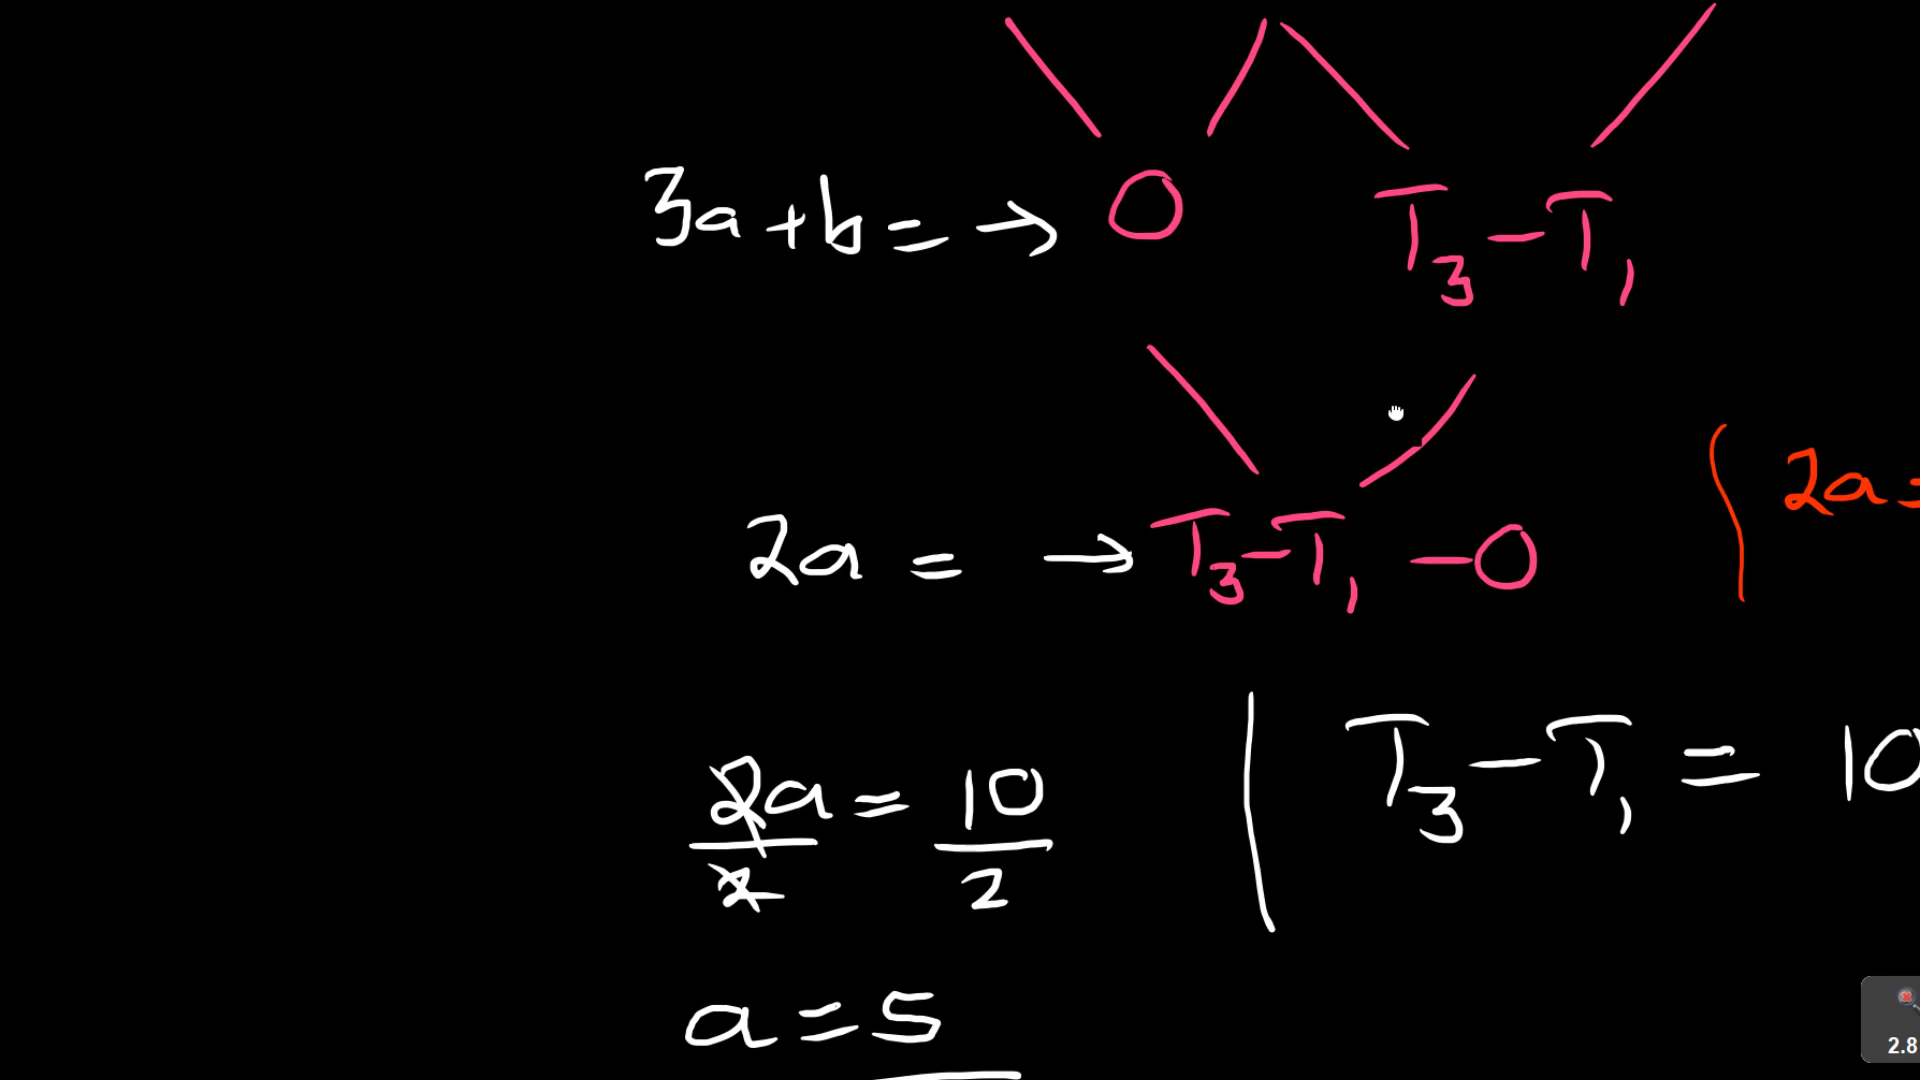 3a + b = → 0 T₃ - T₁
2a = → T₃ - T₁ - 0
2a =
2a/2 = 10/2
T₃ - T₁ = 10
a = 5
2.8